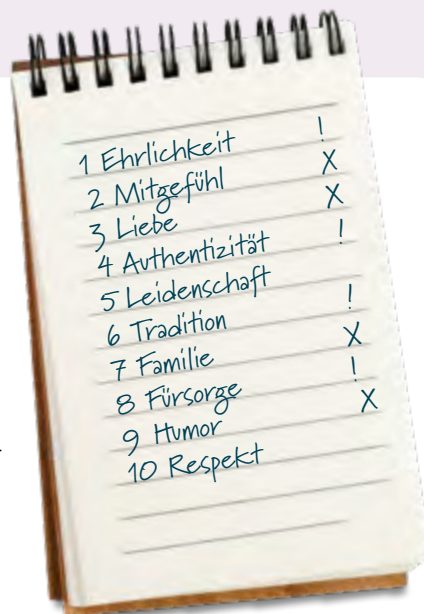 1 Ehrlichkeit !
2 Mitgefühl X
3 Liebe X
4 Authentizität !
5 Leidenschaft
6 Tradition !
7 Familie X
8 Fürsorge !
9 Humor X
10 Respekt